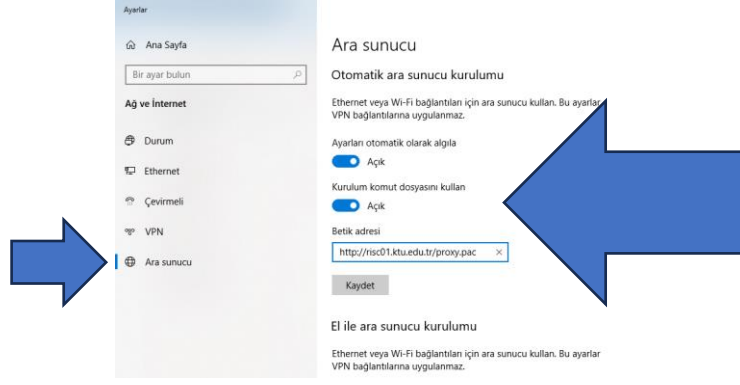 Ayarlar
Ana Sayfa
Bir ayar bulun
Ağ ve İnternet
Durum
Ethernet
Çevirmeli
VPN
Ara sunucu
Ara sunucu
Otomatik ara sunucu kurulumu
Ethernet veya Wi-Fi bağlantıları için ara sunucu kullan. Bu ayarlar
VPN bağlantılarına uygulanmaz.
Ayarları otomatik olarak algıla
Açık
Kurulum komut dosyasını kullan
Açık
Betik adresi
http://risc01.ktu.edu.tr/proxy.pac
Kaydet
El ile ara sunucu kurulumu
Ethernet veya Wi-Fi bağlantıları için ara sunucu kullan. Bu ayarlar
VPN bağlantılarına uygulanmaz.